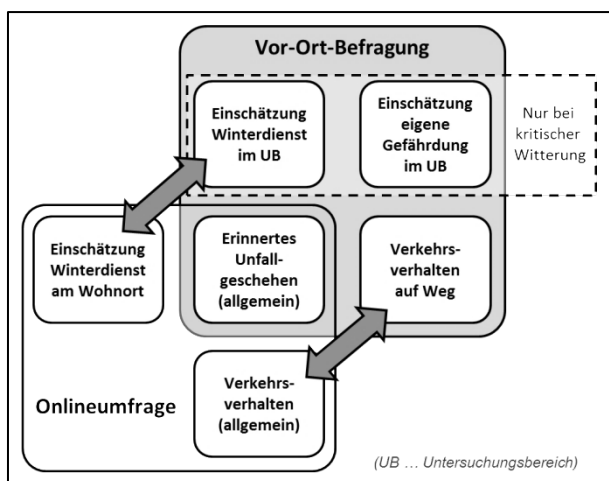 Vor-Ort-Befragung
Einschätzung
Winterdienst
im UB
Einschätzung
eigene
Gefährdung
im UB
Nur bei
kritischer
Witterung
Einschätzung
Winterdienst
am Wohnort
Erinnertes
Unfall-
geschehen
(allgemein)
Verkehrs-
verhalten
auf Weg
Onlineumfrage
Verkehrs-
verhalten
(allgemein)
(UB ... Untersuchungsbereich)